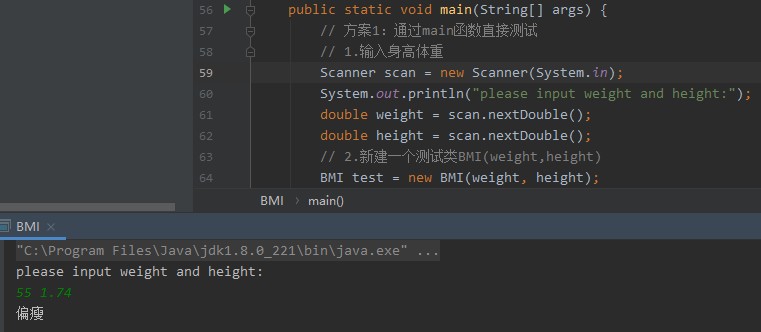 56 public static void main(String[] args) {
57 // 方案1：通过main函数直接测试
58 // 1.输入身高体重
59 Scanner scan = new Scanner(System.in);
60 System.out.println("please input weight and height:");
61 double weight = scan.nextDouble();
62 double height = scan.nextDouble();
63 // 2.新建一个测试类BMI(weight,height)
64 BMI test = new BMI(weight, height);
BMI › main()
BMI ×
"C:\Program Files\Java\jdk1.8.0_221\bin\java.exe" ...
please input weight and height:
55 1.74
偏瘦